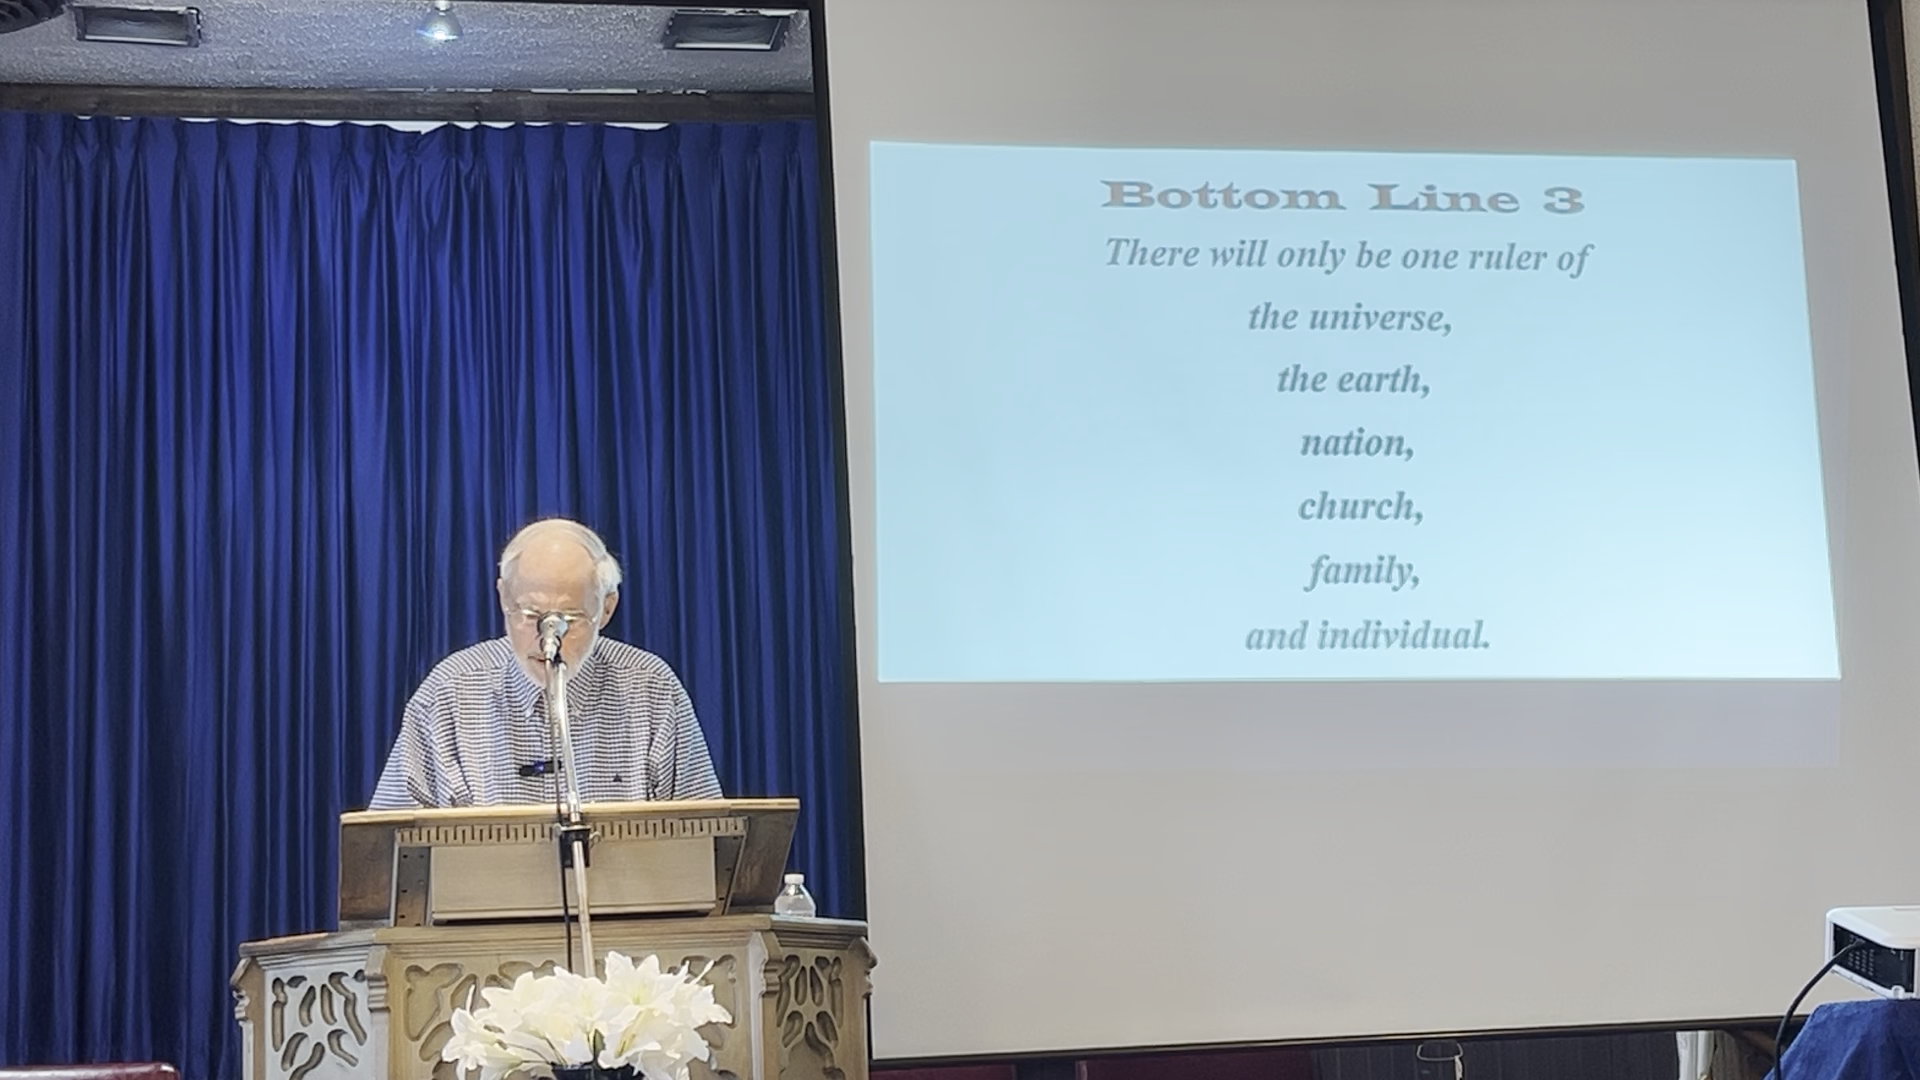 Bottom Line 3
There will only be one ruler of
the universe,
the earth,
nation,
church,
family,
and individual.